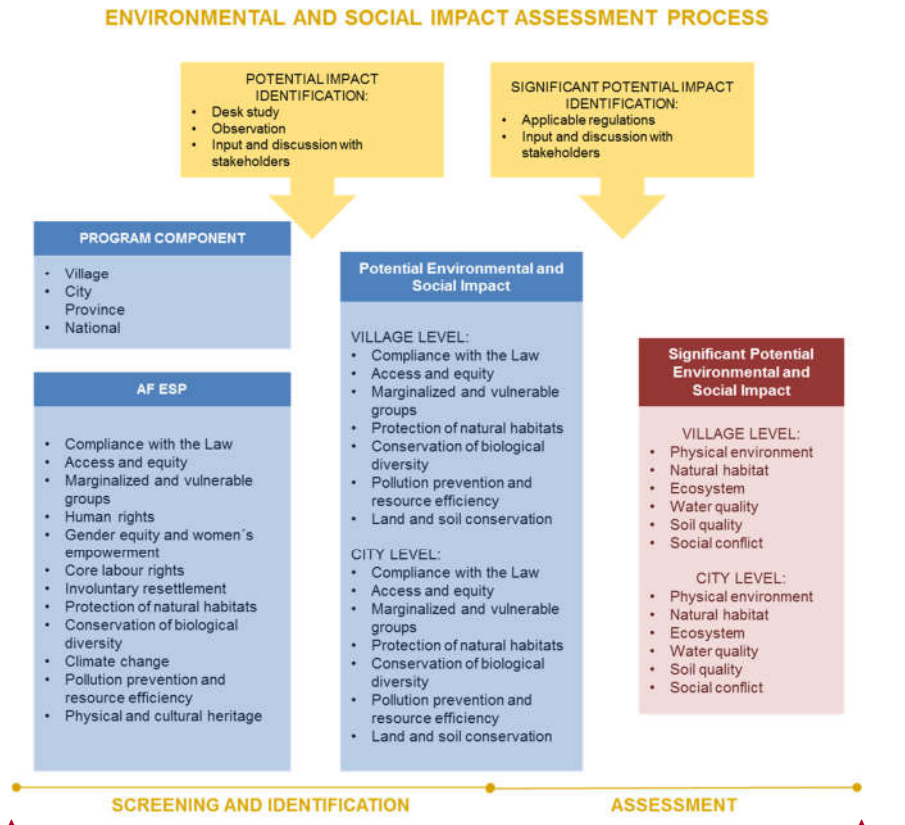 ENVIRONMENTAL AND SOCIAL IMPACT ASSESSMENT PROCESS
POTENTIAL IMPACT
IDENTIFICATION:
• Desk study
• Observation
• Input and discussion with
stakeholders
SIGNIFICANT POTENTIAL IMPACT
IDENTIFICATION:
• Applicable regulations
• Input and discussion with
stakeholders
PROGRAM COMPONENT
• Village
• City
Province
• National
AF ESP
• Compliance with the Law
• Access and equity
• Marginalized and vulnerable
groups
• Human rights
• Gender equity and women´s
empowerment
• Core labour rights
• Involuntary resettlement
• Protection of natural habitats
• Conservation of biological
diversity
• Climate change
• Pollution prevention and
resource efficiency
• Physical and cultural heritage
Potential Environmental and
Social Impact
VILLAGE LEVEL:
• Compliance with the Law
• Access and equity
• Marginalized and vulnerable
groups
• Protection of natural habitats
• Conservation of biological
diversity
• Pollution prevention and
resource efficiency
• Land and soil conservation
CITY LEVEL:
• Compliance with the Law
• Access and equity
• Marginalized and vulnerable
groups
• Protection of natural habitats
• Conservation of biological
diversity
• Pollution prevention and
resource efficiency
• Land and soil conservation
Significant Potential
Environmental and
Social Impact
VILLAGE LEVEL:
• Physical environment
• Natural habitat
• Ecosystem
• Water quality
• Soil quality
• Social conflict
CITY LEVEL:
• Physical environment
• Natural habitat
• Ecosystem
• Water quality
• Soil quality
• Social conflict
SCREENING AND IDENTIFICATION
ASSESSMENT